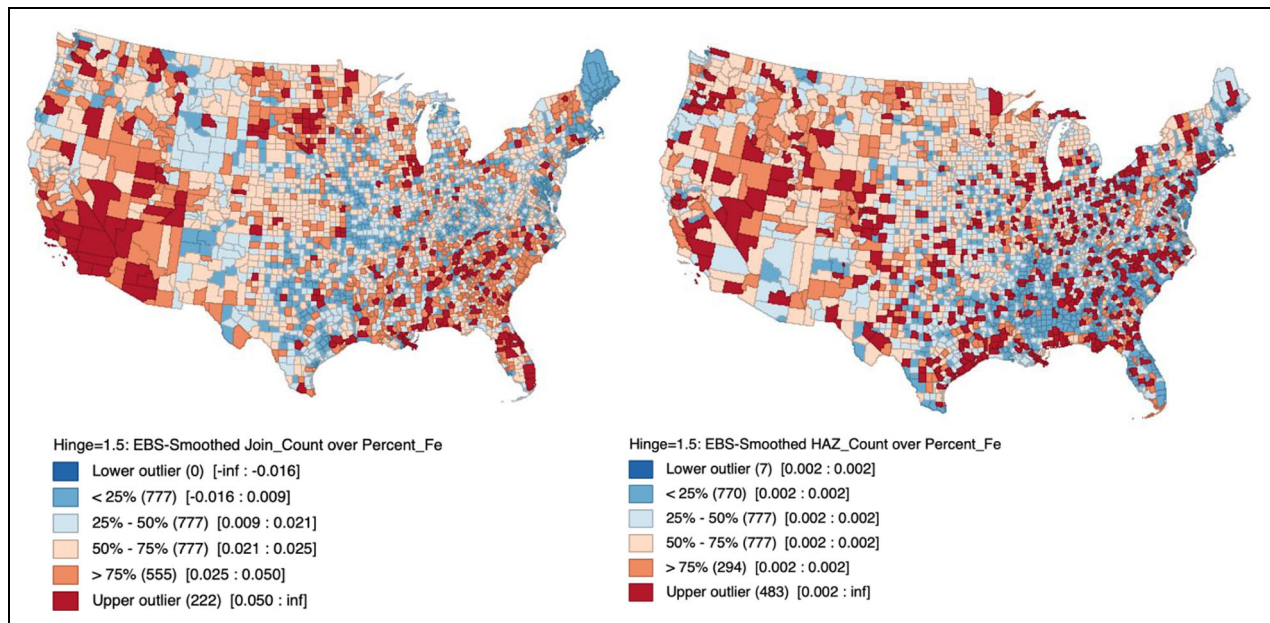 Hinge=1.5: EBS-Smoothed Join_Count over Percent_Fe
Lower outlier (0) [-inf : -0.016]
< 25% (777) [-0.016 : 0.009]
25% - 50% (777) [0.009 : 0.021]
50% - 75% (777) [0.021 : 0.025]
> 75% (555) [0.025 : 0.050]
Upper outlier (222) [0.050 : inf]
Hinge=1.5: EBS-Smoothed HAZ_Count over Percent_Fe
Lower outlier (7) [0.002 : 0.002]
< 25% (770) [0.002 : 0.002]
25% - 50% (777) [0.002 : 0.002]
50% - 75% (777) [0.002 : 0.002]
> 75% (294) [0.002 : 0.002]
Upper outlier (483) [0.002 : inf]